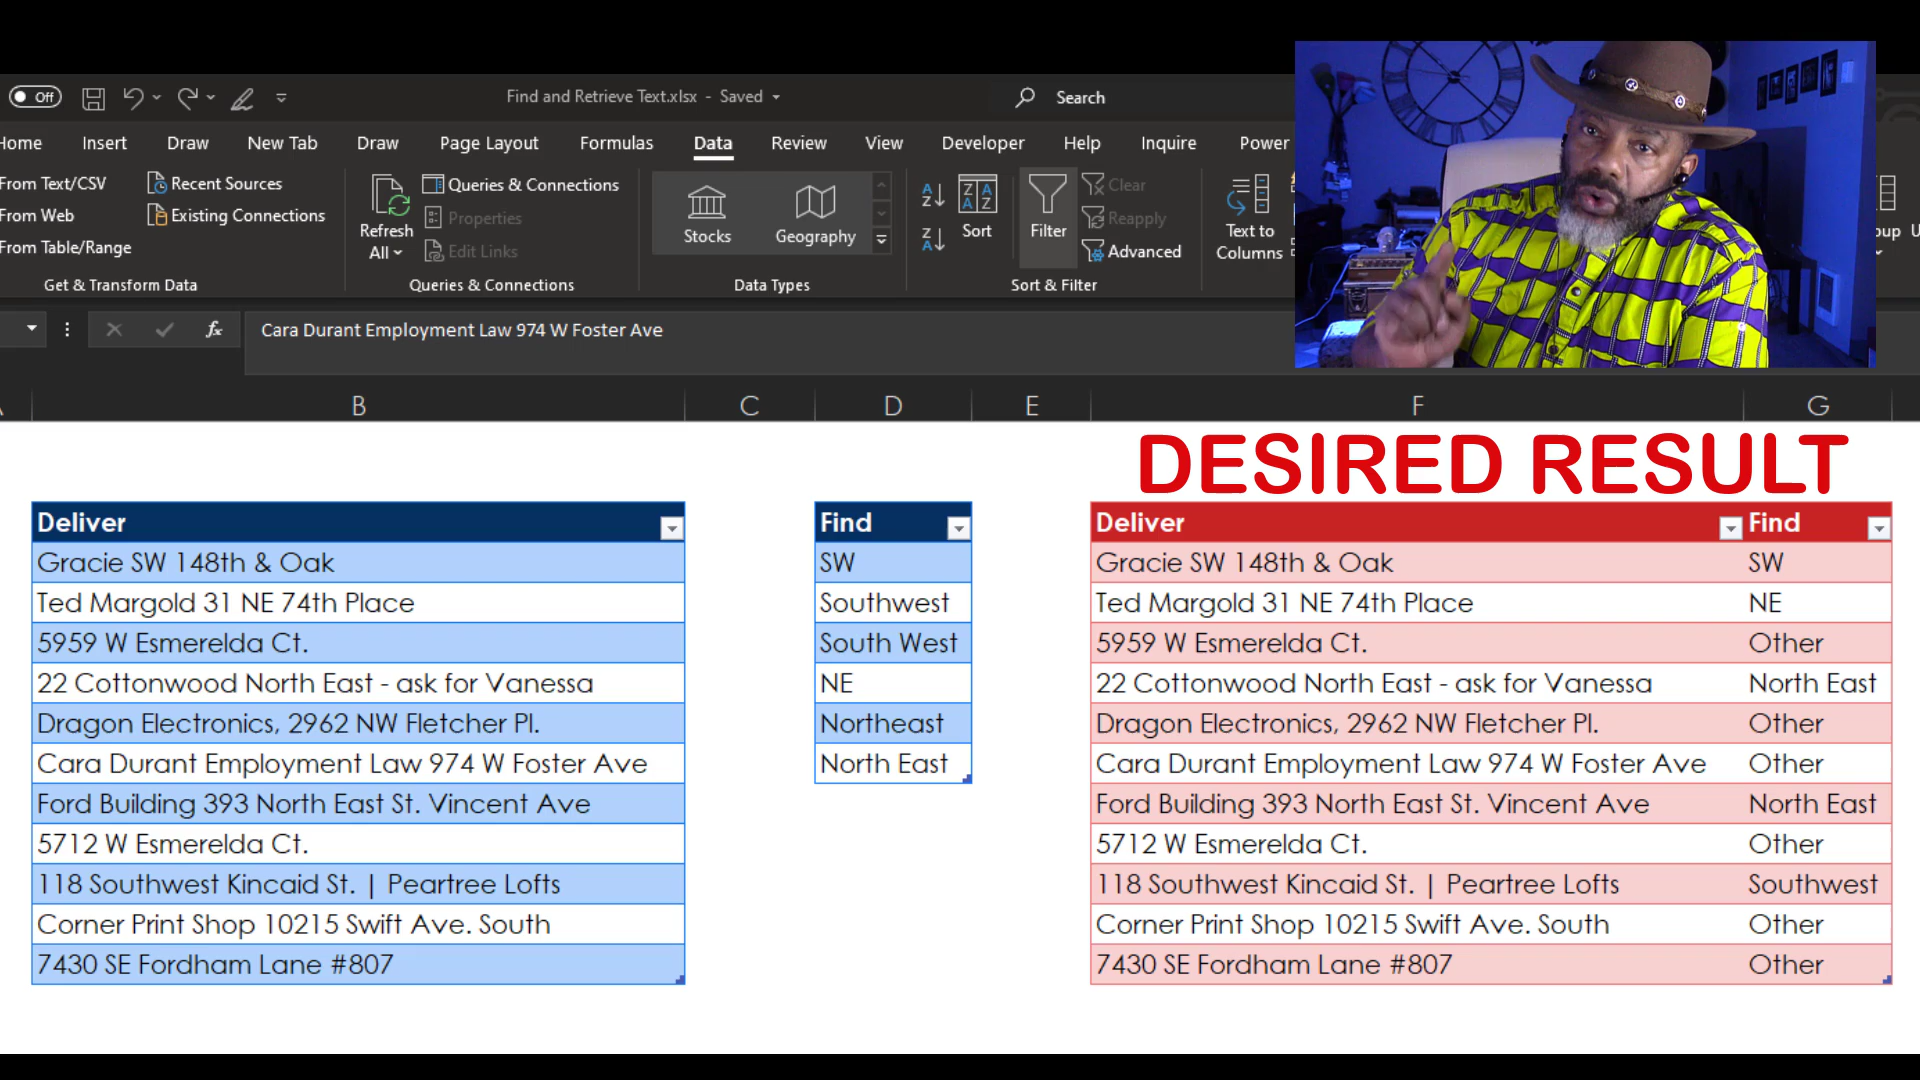 Off
Find and Retrieve Text.xlsx - Saved
Search
Home Insert Draw New Tab Draw Page Layout Formulas Data Review View Developer Help Inquire Power
From Text/CSV
From Web
From Table/Range
Recent Sources
Existing Connections
Get & Transform Data
Refresh All
Queries & Connections
Properties
Edit Links
Queries & Connections
Stocks
Geography
Data Types
Sort
Filter
Clear
Reapply
Advanced
Sort & Filter
Text to
Columns
fx
Cara Durant Employment Law 974 W Foster Ave
B C D E F G
DESIRED RESULT
Deliver
Gracie SW 148th & Oak
Ted Margold 31 NE 74th Place
5959 W Esmerelda Ct.
22 Cottonwood North East - ask for Vanessa
Dragon Electronics, 2962 NW Fletcher Pl.
Cara Durant Employment Law 974 W Foster Ave
Ford Building 393 North East St. Vincent Ave
5712 W Esmerelda Ct.
118 Southwest Kincaid St. | Peartree Lofts
Corner Print Shop 10215 Swift Ave. South
7430 SE Fordham Lane #807
Find
SW
Southwest
South West
NE
Northeast
North East
Deliver Find
Gracie SW 148th & Oak SW
Ted Margold 31 NE 74th Place NE
5959 W Esmerelda Ct. Other
22 Cottonwood North East - ask for Vanessa North East
Dragon Electronics, 2962 NW Fletcher Pl. Other
Cara Durant Employment Law 974 W Foster Ave Other
Ford Building 393 North East St. Vincent Ave North East
5712 W Esmerelda Ct. Other
118 Southwest Kincaid St. | Peartree Lofts Southwest
Corner Print Shop 10215 Swift Ave. South Other
7430 SE Fordham Lane #807 Other